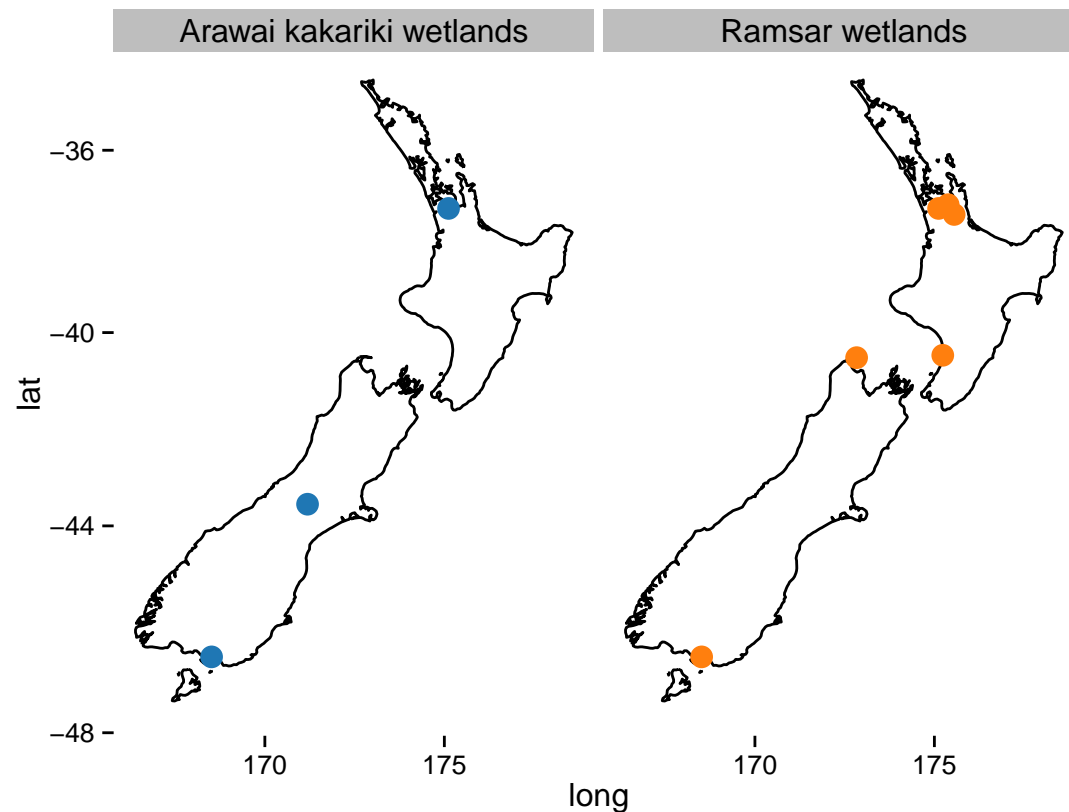 Arawai kakariki wetlands
Ramsar wetlands
−36
−40
−44
−48
lat
170
175
170
175
long